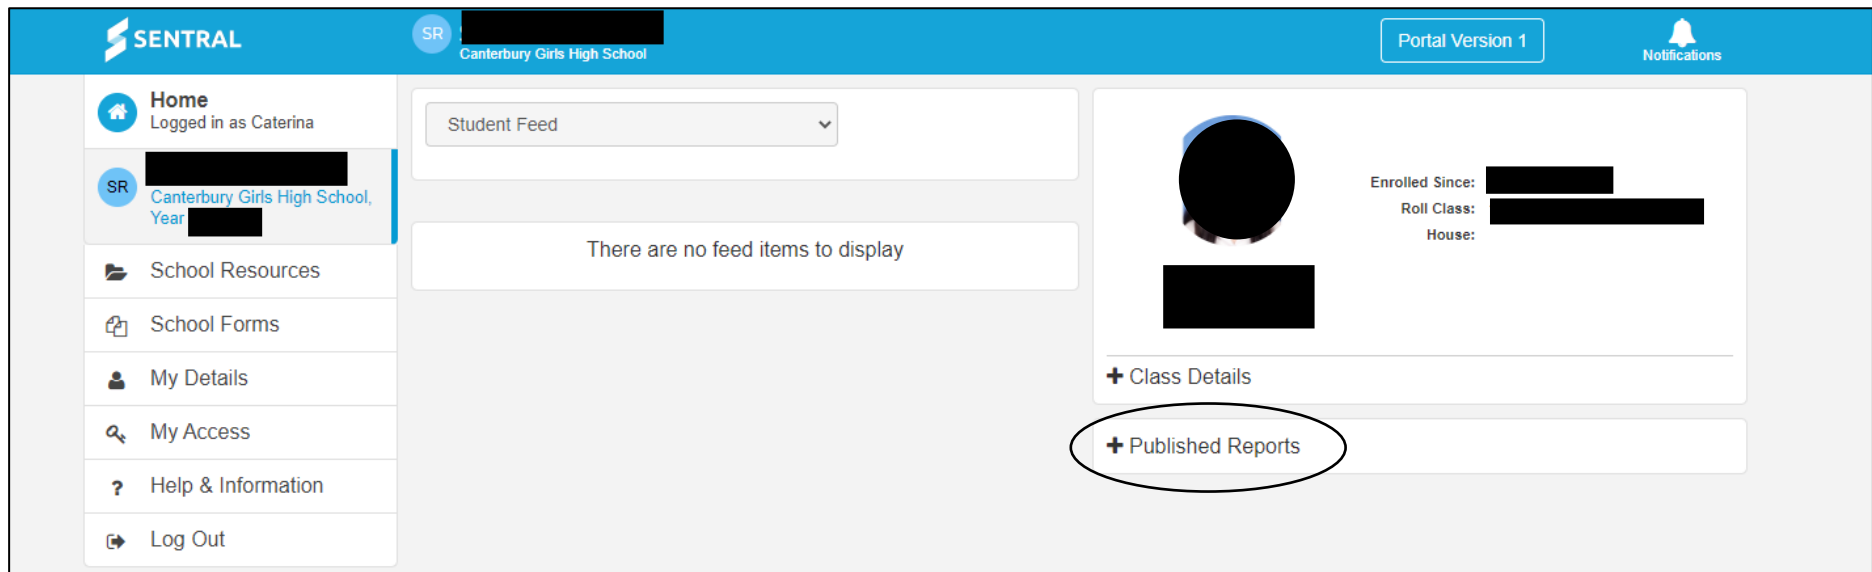 SENTRAL
SR
Canterbury Girls High School
Portal Version 1
Notifications
Home
Logged in as Caterina
SR
Canterbury Girls High School,
Year
School Resources
School Forms
My Details
My Access
? Help & Information
Log Out
Student Feed
There are no feed items to display
Enrolled Since:
Roll Class:
House:
+ Class Details
+ Published Reports